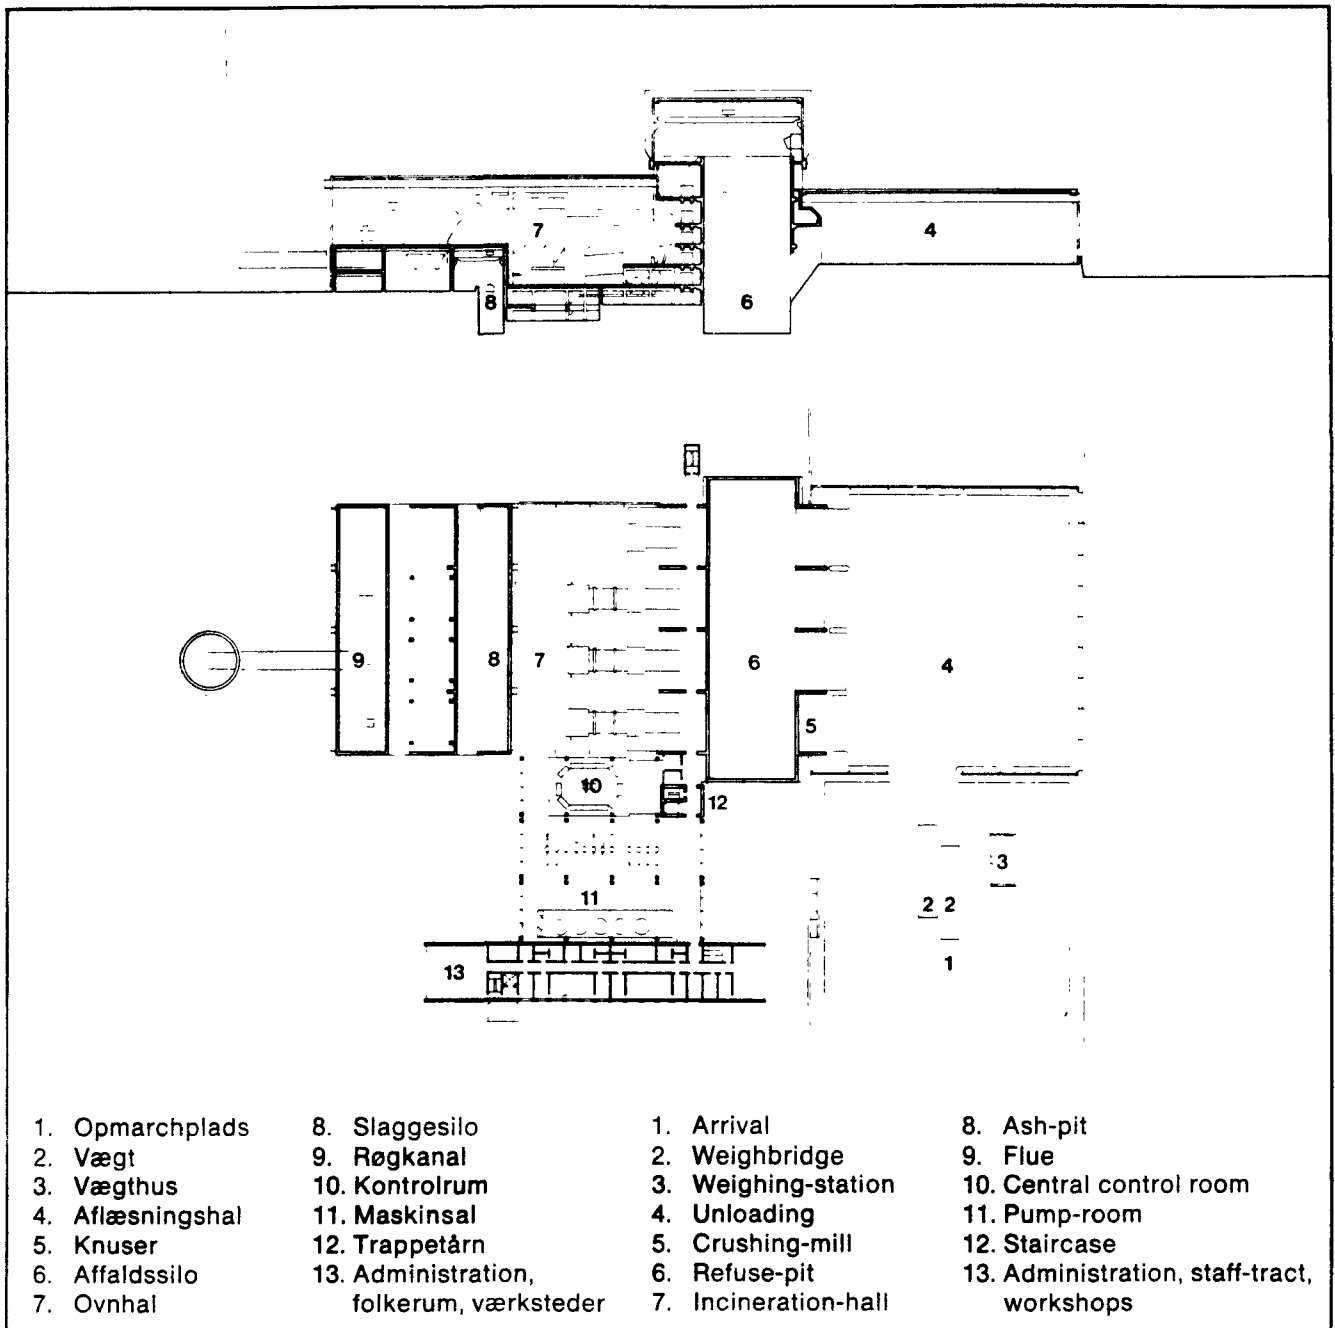 7
4
8
6
9
8
7
6
4
5
10
12
3
11
2 2
13
1
1. Opmarchplads
2. Vægt
3. Vægthus
4. Aflæsningshal
5. Knuser
6. Affaldssilo
7. Ovnhal
8. Slaggesilo
9. Røgkanal
10. Kontrolrum
11. Maskinsal
12. Trappetårn
13. Administration,
folkerum, værksteder
1. Arrival
2. Weighbridge
3. Weighing-station
4. Unloading
5. Crushing-mill
6. Refuse-pit
7. Incineration-hall
8. Ash-pit
9. Flue
10. Central control room
11. Pump-room
12. Staircase
13. Administration, staff-tract,
workshops